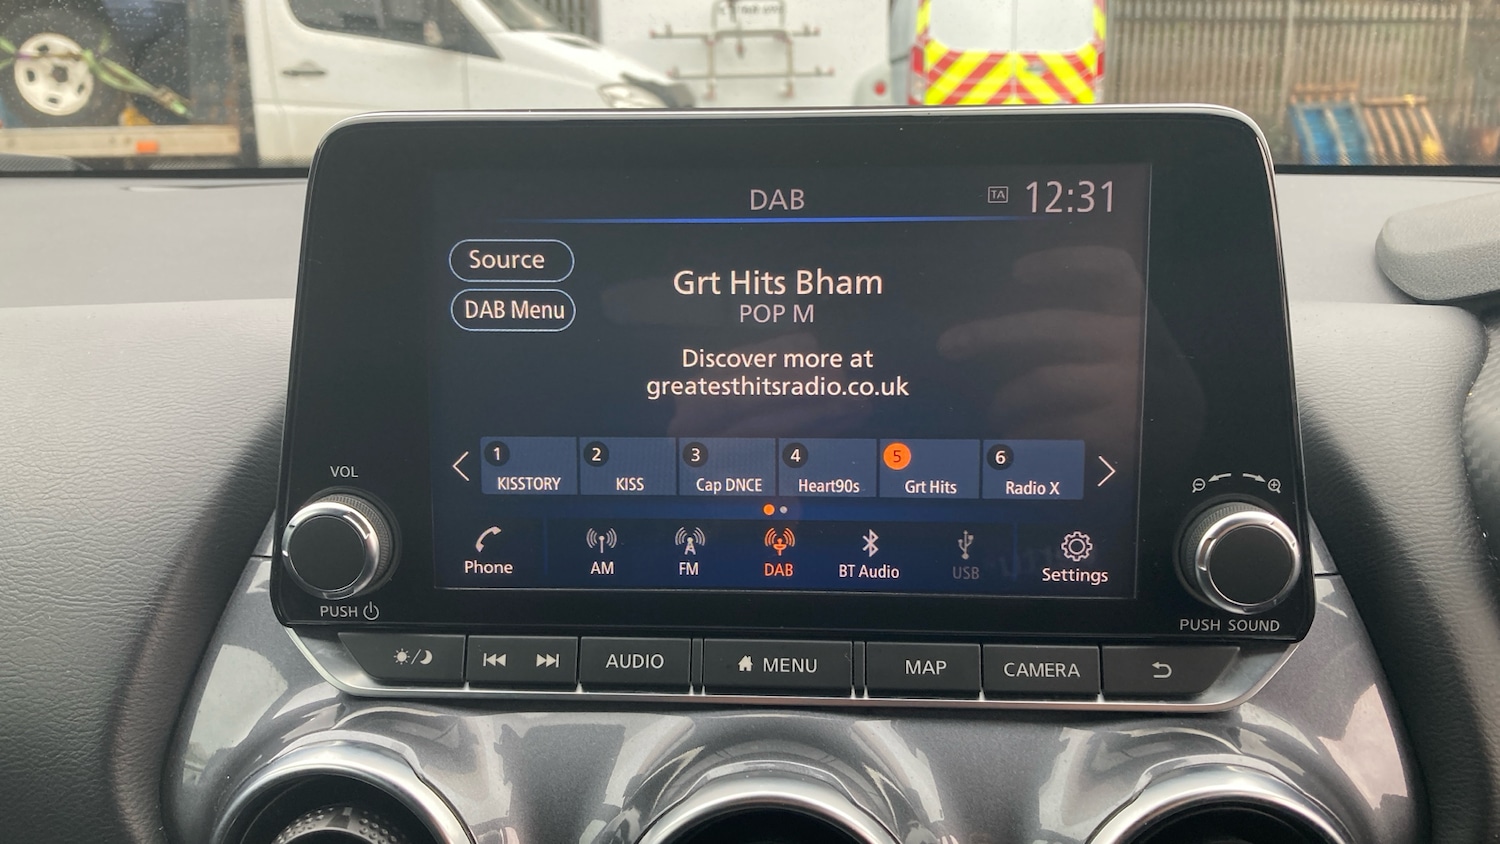 DAB
TA 12:31
Source
DAB Menu
Grt Hits Bham
POP M
Discover more at
greatesthitsradio.co.uk
1 2 3 4 5 6
KISSTORY KISS Cap DNCE Heart90s Grt Hits Radio X
Phone AM FM DAB BT Audio USB Settings
VOL
PUSH
PUSH SOUND
AUDIO MENU MAP CAMERA